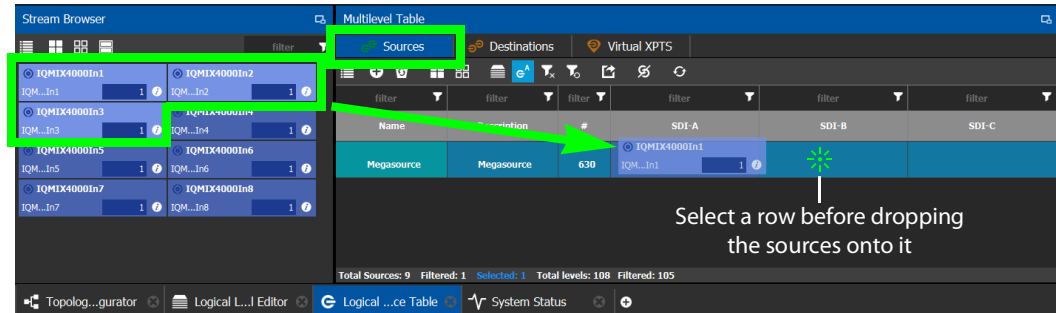 Stream Browser
Multilevel Table
filter
Sources
Destinations
Virtual XPTS
IQMIX4000In1
IQM...In1 1
IQMIX4000In2
IQM...In2 1
IQMIX4000In3
IQM...In3 1
IQMIX4000In4
IQM...In4 1
IQMIX4000In5
IQM...In5 1
IQMIX4000In6
IQM...In6 1
IQMIX4000In7
IQM...In7 1
IQMIX4000In8
IQM...In8 1
filter filter filter filter filter filter
Name Description # SDI-A SDI-B SDI-C
Megasource Megasource 630
IQMIX4000In1
IQM...In1 1
Select a row before dropping
the sources onto it
Total Sources: 9 Filtered: 1 Selected: 1 Total levels: 108 Filtered: 105
Topolog...gurator Logical L...l Editor Logical ...ce Table System Status